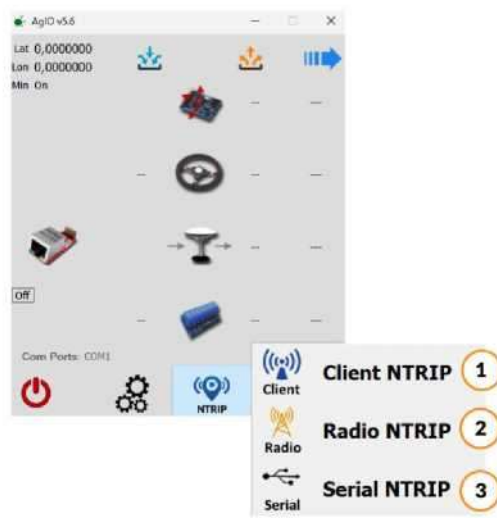 AgIO v5.6
Lat 0,0000000
Lon 0,0000000
Min On
-- --
-- -- --
-- --
Off
-- -- --
Com Ports: COM1
NTRIP
Client
Client NTRIP 1
Radio
Radio NTRIP 2
Serial
Serial NTRIP 3